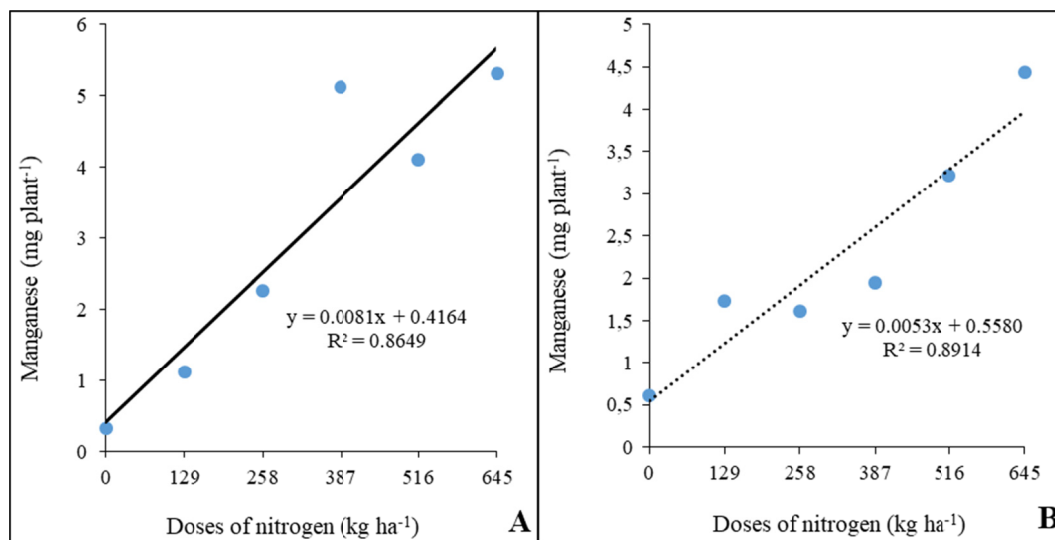 6
5
4
3
2
1
0
Manganese (mg plant⁻¹)
y = 0.0081x + 0.4164
R² = 0.8649
0 129 258 387 516 645
Doses of nitrogen (kg ha⁻¹)
A
5
4,5
4
3,5
3
2,5
2
1,5
1
0,5
0
Manganese (mg plant⁻¹)
y = 0.0053x + 0.5580
R² = 0.8914
0 129 258 387 516 645
Doses of nitrogen (kg ha⁻¹)
B